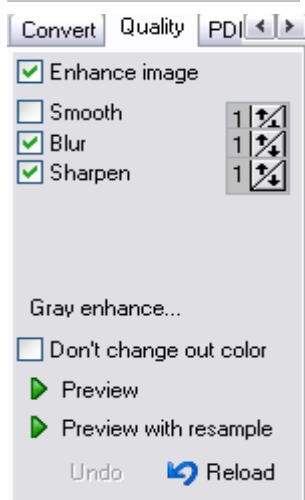 Convert Quality PDI
Enhance image
Smooth 1
Blur 1
Sharpen 1
Gray enhance...
Don't change out color
Preview
Preview with resample
Undo Reload